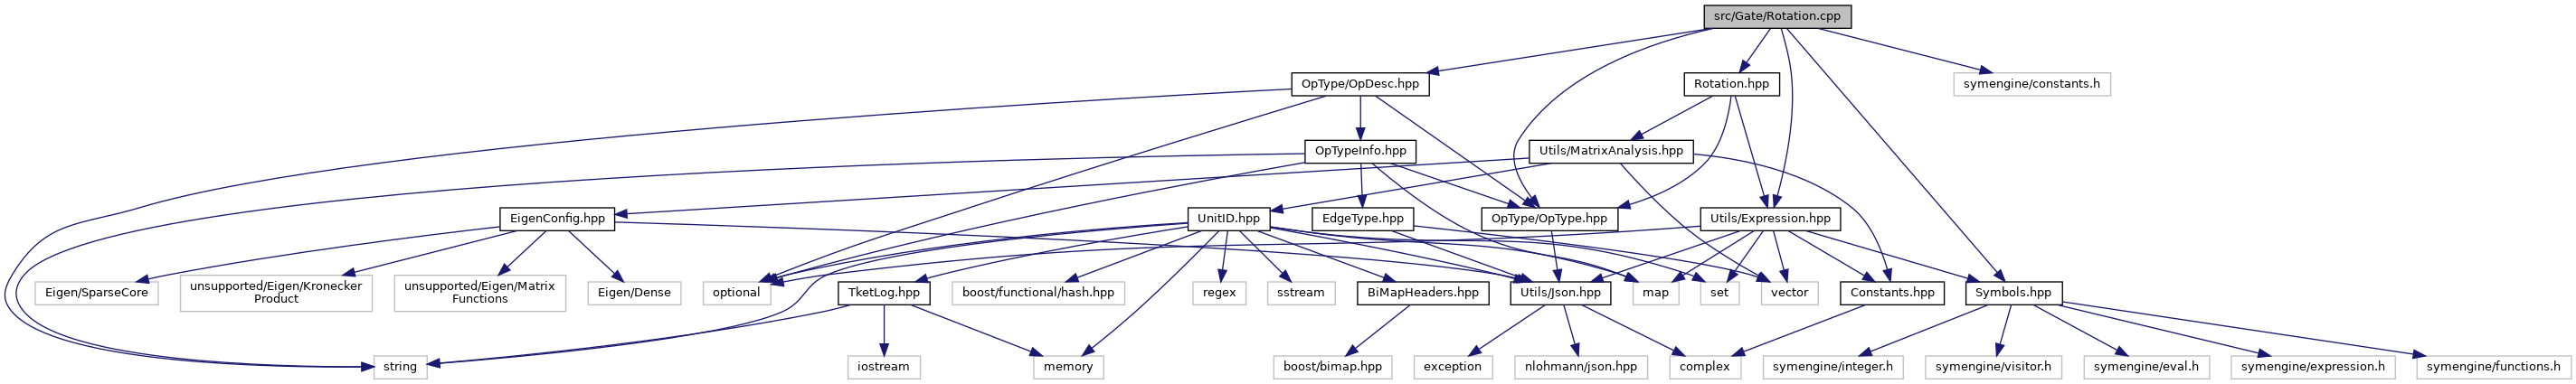 src/Gate/Rotation.cpp
OpType/OpDesc.hpp
Rotation.hpp
symengine/constants.h
OpTypeInfo.hpp
Utils/MatrixAnalysis.hpp
EigenConfig.hpp
UnitID.hpp
EdgeType.hpp
OpType/OpType.hpp
Utils/Expression.hpp
Eigen/SparseCore
unsupported/Eigen/Kronecker
Product
unsupported/Eigen/Matrix
Functions
Eigen/Dense
optional
TketLog.hpp
boost/functional/hash.hpp
regex
sstream
BiMapHeaders.hpp
Utils/Json.hpp
map
set
vector
Constants.hpp
Symbols.hpp
string
iostream
memory
boost/bimap.hpp
exception
nlohmann/json.hpp
complex
symengine/integer.h
symengine/visitor.h
symengine/eval.h
symengine/expression.h
symengine/functions.h